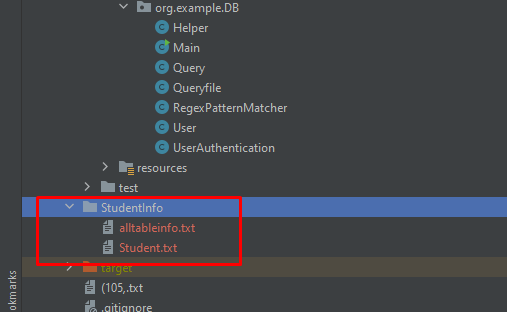 org.example.DB
Helper
Main
Query
Queryfile
RegexPatternMatcher
User
UserAuthentication
resources
test
StudentInfo
alltableinfo.txt
Student.txt
target
(105,.txt
.gitignore
okmarks